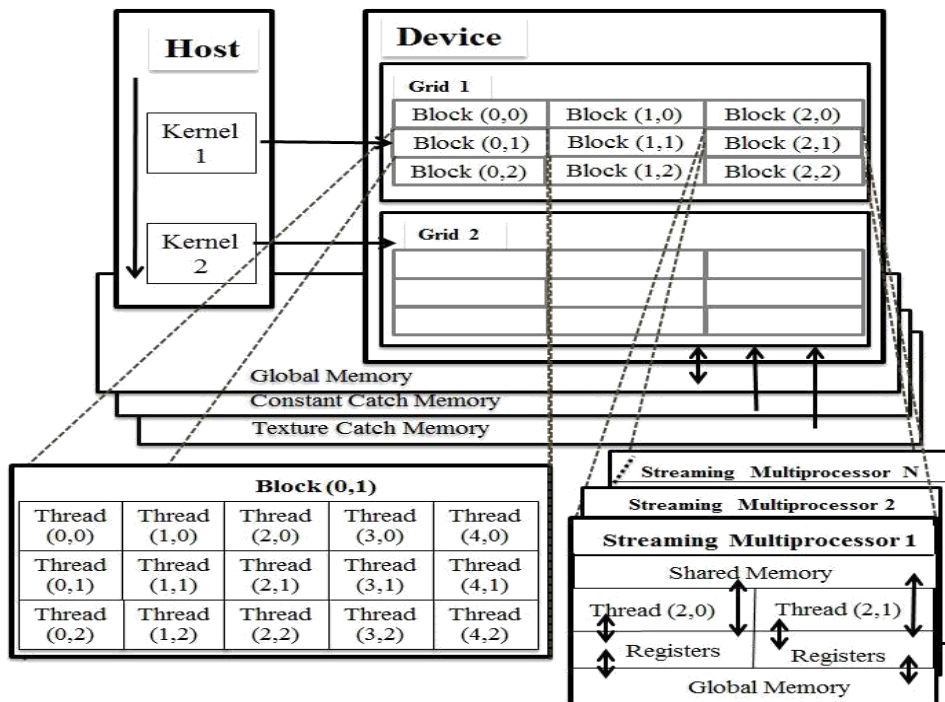 Host
Device
Kernel
1
Kernel
2
Grid 1
Block (0,0) Block (1,0) Block (2,0)
Block (0,1) Block (1,1) Block (2,1)
Block (0,2) Block (1,2) Block (2,2)
Grid 2
Global Memory
Constant Catch Memory
Texture Catch Memory
Block (0,1)
Thread Thread Thread Thread Thread
(0,0) (1,0) (2,0) (3,0) (4,0)
Thread Thread Thread Thread Thread
(0,1) (1,1) (2,1) (3,1) (4,1)
Thread Thread Thread Thread Thread
(0,2) (1,2) (2,2) (3,2) (4,2)
Streaming Multiprocessor N
Streaming Multiprocessor 2
Streaming Multiprocessor 1
Shared Memory
Thread (2,0) Thread (2,1)
Registers Registers
Global Memory